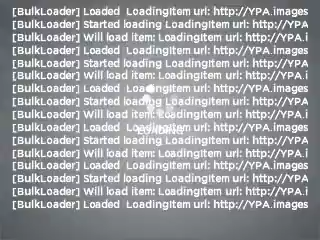 [BulkLoader] Loaded  LoadingItem url: http://YPA.images
[BulkLoader] Started loading LoadingItem url: http://YPA
[BulkLoader] Will load item: LoadingItem url: http://YPA.i
[BulkLoader] Loaded  LoadingItem url: http://YPA.images
[BulkLoader] Started loading LoadingItem url: http://YPA
[BulkLoader] Will load item: LoadingItem url: http://YPA.i
[BulkLoader] Loaded  LoadingItem url: http://YPA.images
[BulkLoader] Started loading LoadingItem url: http://YPA
[BulkLoader] Will load item: LoadingItem url: http://YPA.i
[BulkLoader] Loaded  LoadingItem url: http://YPA.images
LOADING
[BulkLoader] Started loading LoadingItem url: http://YPA
[BulkLoader] Will load item: LoadingItem url: http://YPA.i
[BulkLoader] Loaded  LoadingItem url: http://YPA.images
[BulkLoader] Started loading LoadingItem url: http://YPA
[BulkLoader] Will load item: LoadingItem url: http://YPA.i
[BulkLoader] Loaded  LoadingItem url: http://YPA.images